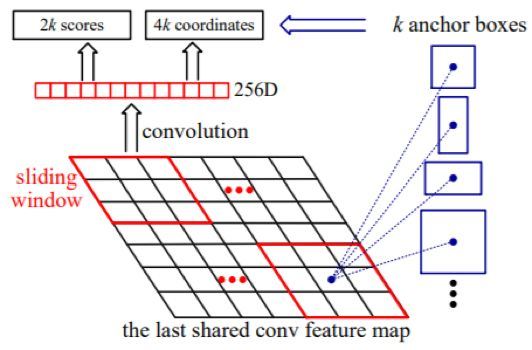 2k scores
4k coordinates
k anchor boxes
256D
convolution
sliding
window
the last shared conv feature map